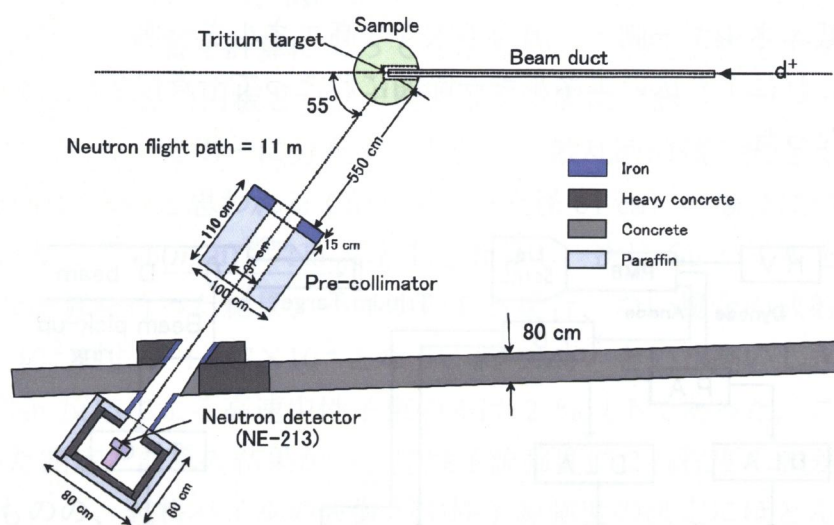 Sample
Tritium target
Beam duct
d+
55°
Neutron flight path = 11 m
550 cm
Iron
Heavy concrete
Concrete
Paraffin
110 cm
15 cm
cm
100 cm
Pre-collimator
80 cm
Neutron detector
(NE-213)
80 cm
cm